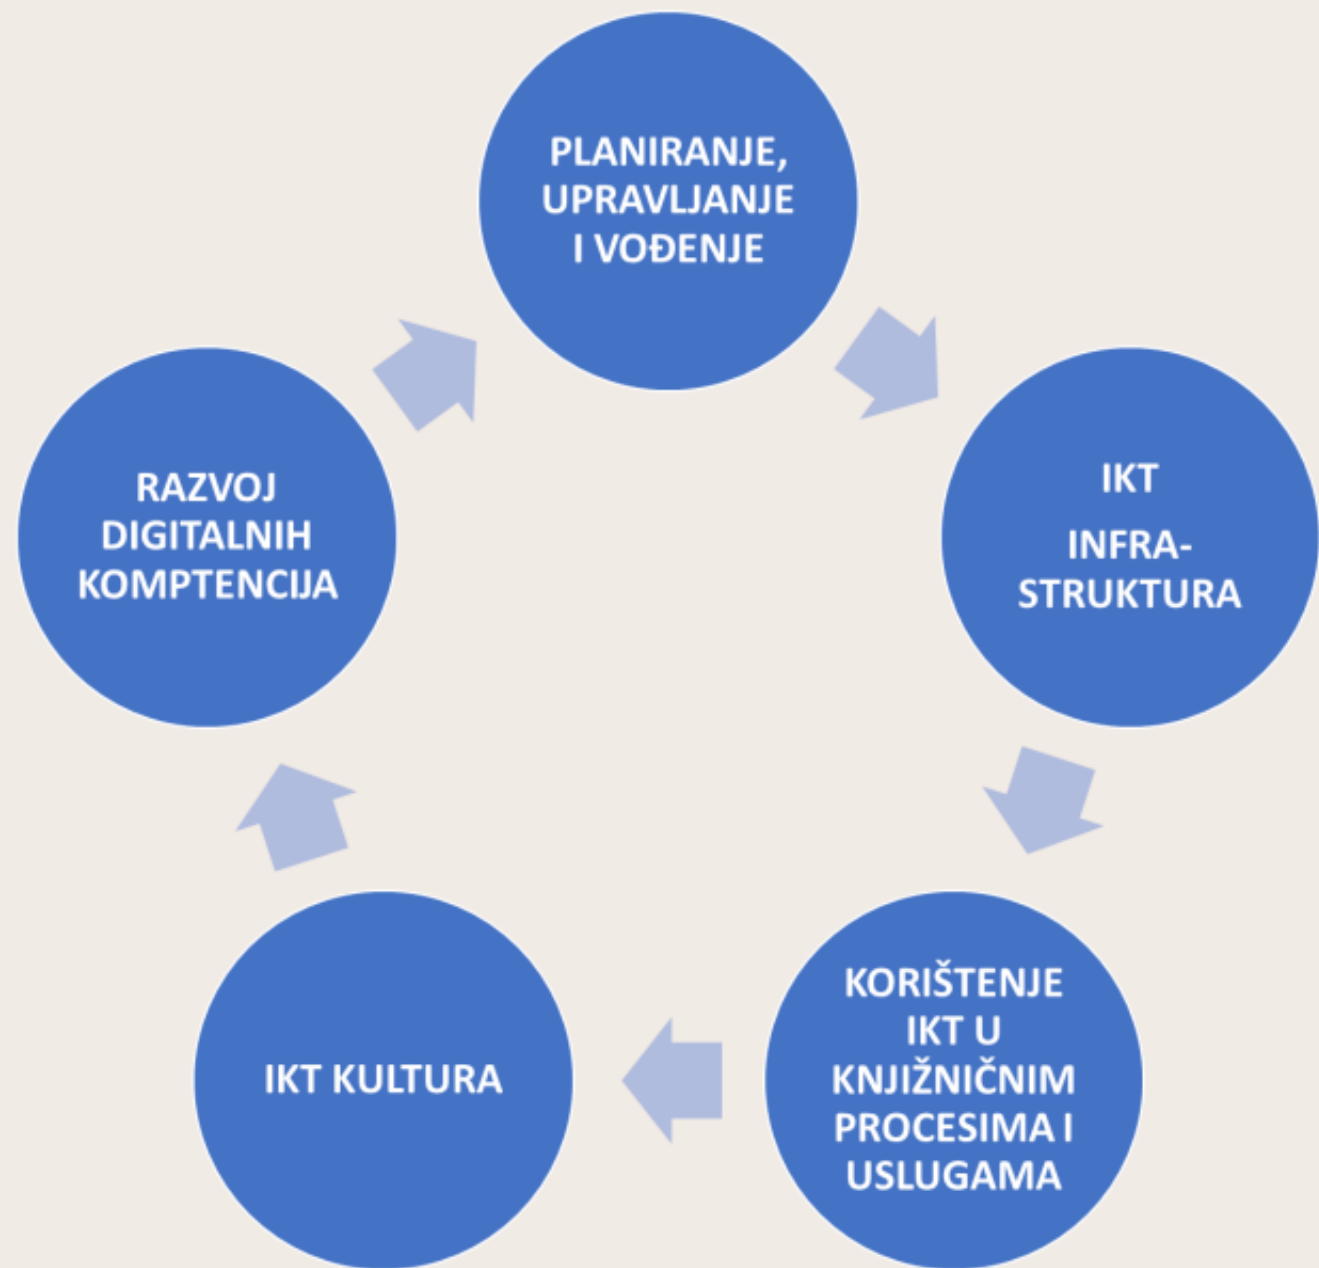 PLANIRANJE,
UPRAVLJANJE
I VOĐENJE
IKT
INFRA-
STRUKTURA
KORIŠTENJE
IKT U
KNJIŽNIČNIM
PROCESIMA I
USLUGAMA
IKT KULTURA
RAZVOJ
DIGITALNIH
KOMPTENCIJA